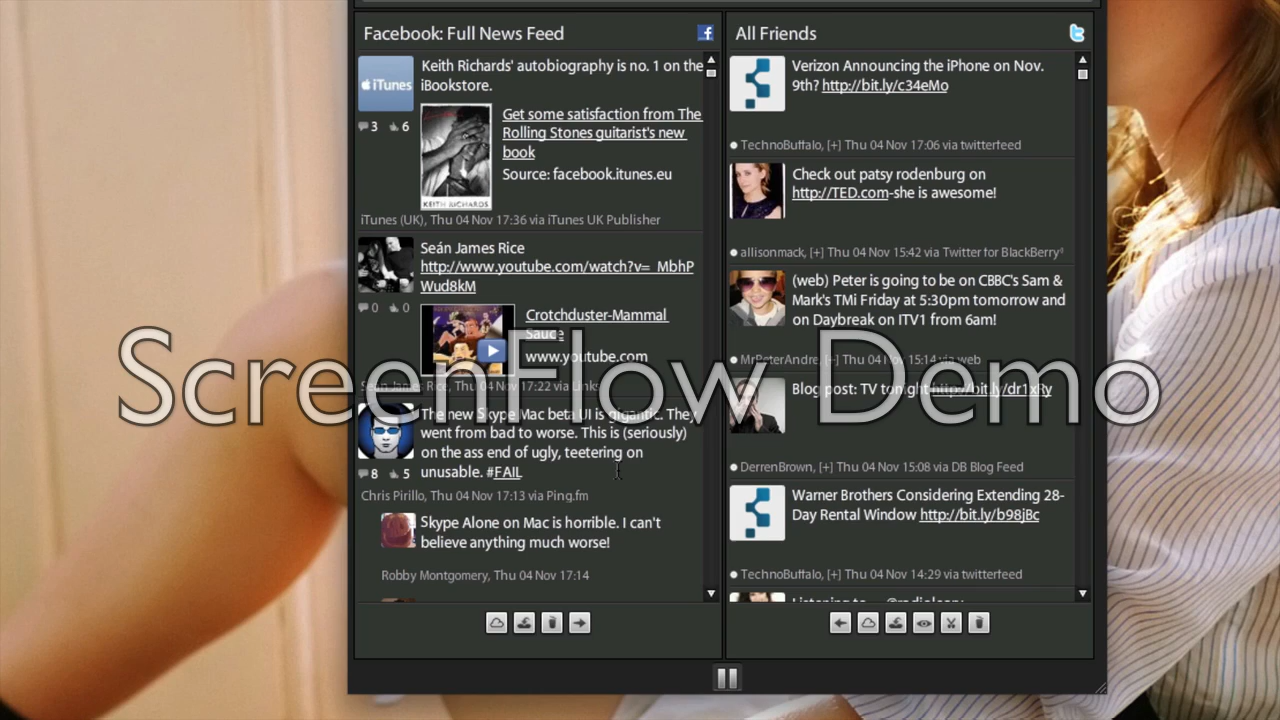 Facebook: Full News Feed
iTunes
Keith Richards' autobiography is no. 1 on the
iBookstore.
3 6
Get some satisfaction from The
Rolling Stones guitarist's new
book
Source: facebook.itunes.eu
KEITH RICHARDS
iTunes (UK), Thu 04 Nov 17:36 via iTunes UK Publisher
Seán James Rice
http://www.youtube.com/watch?v=_MbhP
Wud8kM
0 0
Crotchduster-Mammal
Sauce
www.youtube.com
Sean James Rice, Thu 04 Nov 17:22 via Links
The new Skype Mac beta UI is gigantic. They
went from bad to worse. This is (seriously)
on the ass end of ugly, teetering on
unusable. #FAIL
8 5
Chris Pirillo, Thu 04 Nov 17:13 via Ping.fm
Skype Alone on Mac is horrible. I can't
believe anything much worse!
Robby Montgomery, Thu 04 Nov 17:14
All Friends
Verizon Announcing the iPhone on Nov.
9th? http://bit.ly/c34eMo
TechnoBuffalo, [+] Thu 04 Nov 17:06 via twitterfeed
Check out patsy rodenburg on
http://TED.com-she is awesome!
allisonmack, [+] Thu 04 Nov 15:42 via Twitter for BlackBerry®
(web) Peter is going to be on CBBC's Sam &
Mark's TMi Friday at 5:30pm tomorrow and
on Daybreak on ITV1 from 6am!
MrPeterAndre, [-] Thu 04 Nov 15:14 via web
Blog post: TV tonight http://bit.ly/dr1xRy
DerrenBrown, [+] Thu 04 Nov 15:08 via DB Blog Feed
Warner Brothers Considering Extending 28-
Day Rental Window http://bit.ly/b98jBc
TechnoBuffalo, [+] Thu 04 Nov 14:29 via twitterfeed
ScreenFlow Demo